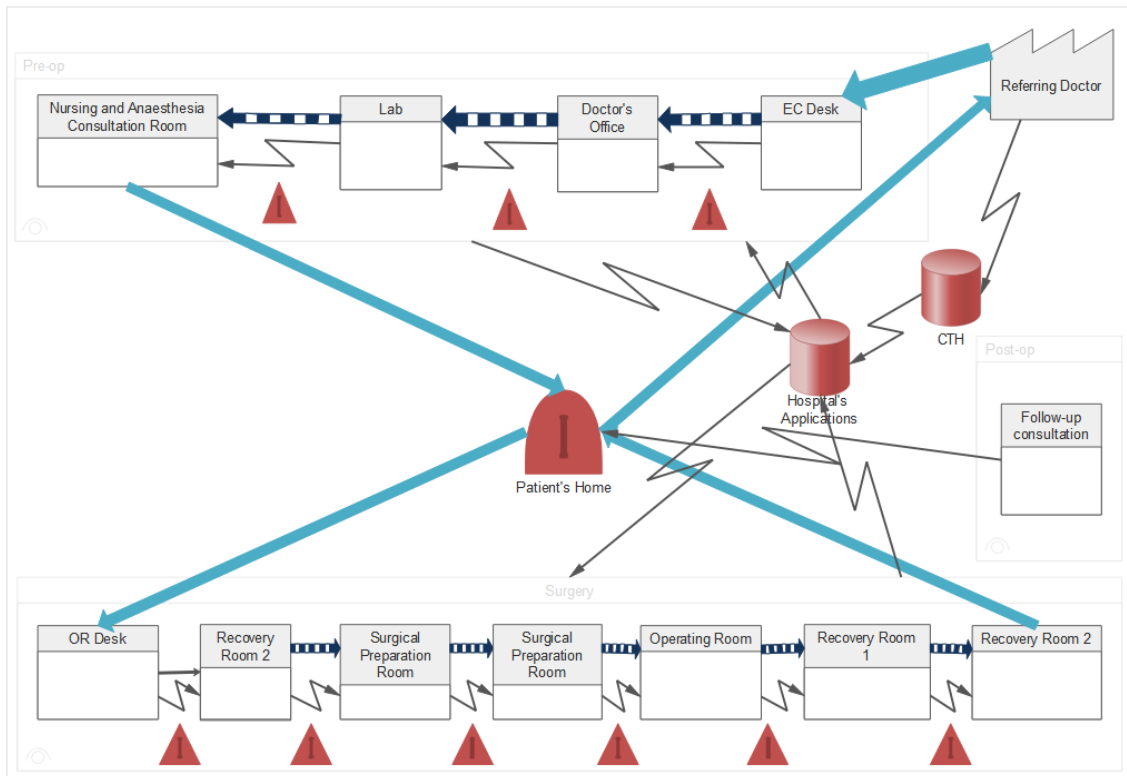 Pre-op
Nursing and Anaesthesia
Consultation Room
Lab
Doctor's
Office
EC Desk
Referring Doctor
CTH
Hospital's
Applications
Post-op
Follow-up
consultation
I
Patient's Home
Surgery
OR Desk
Recovery
Room 2
Surgical
Preparation
Room
Surgical
Preparation
Room
Operating Room
Recovery Room
1
Recovery Room 2